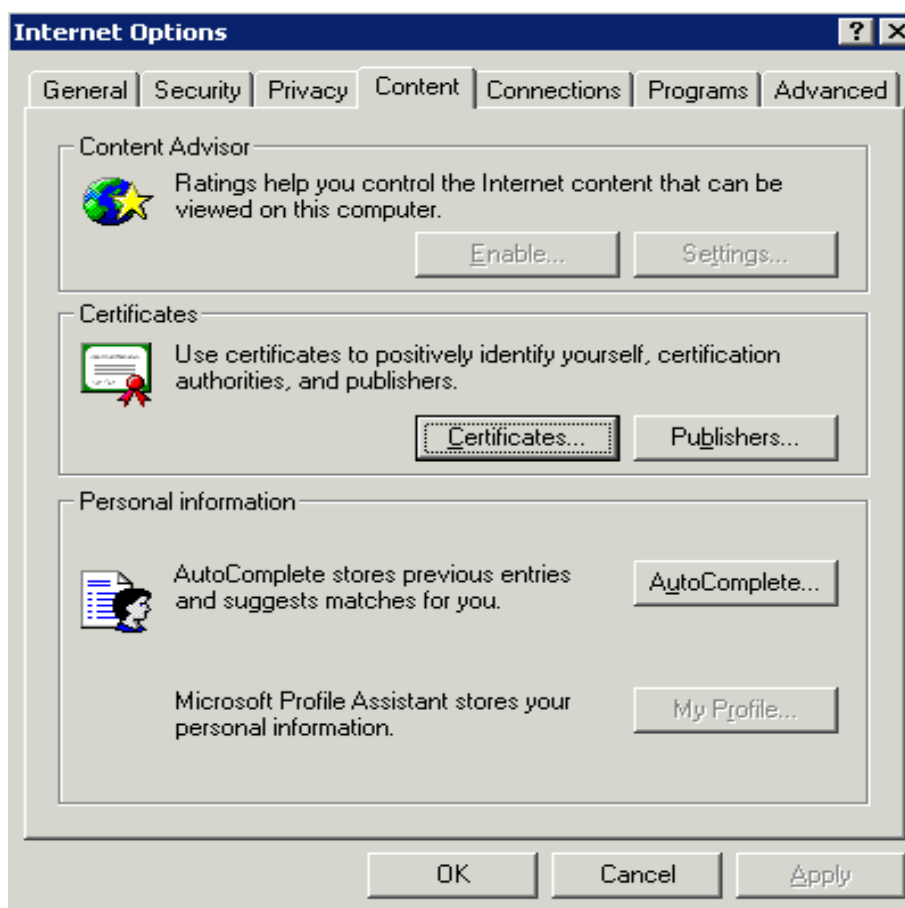 Internet Options
General Security Privacy Content Connections Programs Advanced
Content Advisor
Ratings help you control the Internet content that can be
viewed on this computer.
Enable... Settings...
Certificates
Use certificates to positively identify yourself, certification
authorities, and publishers.
Certificates... Publishers...
Personal information
AutoComplete stores previous entries
and suggests matches for you.
AutoComplete...
Microsoft Profile Assistant stores your
personal information.
My Profile...
OK Cancel Apply